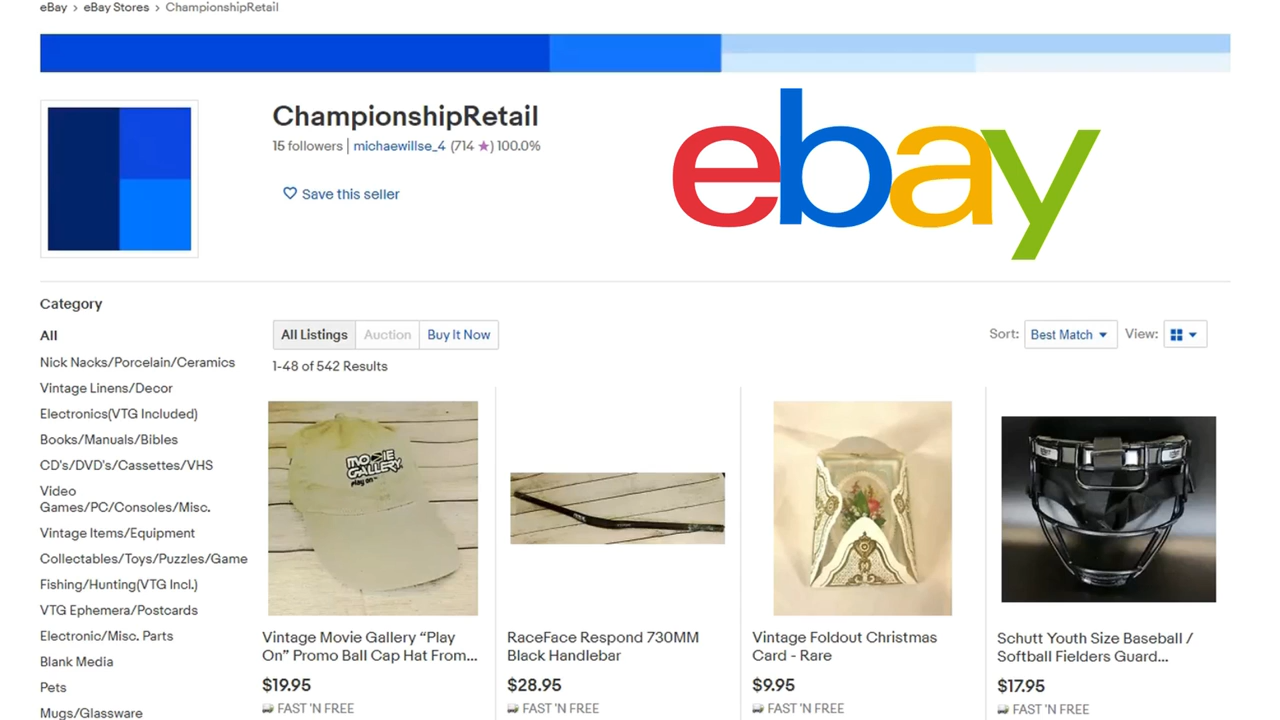 eBay > eBay Stores > ChampionshipRetail
ChampionshipRetail
15 followers | michaewillse_4 (714 ★) 100.0%
Save this seller
ebay
Category
All
Nick Nacks/Porcelain/Ceramics
Vintage Linens/Decor
Electronics(VTG Included)
Books/Manuals/Bibles
CD's/DVD's/Cassettes/VHS
Video
Games/PC/Consoles/Misc.
Vintage Items/Equipment
Collectables/Toys/Puzzles/Game
Fishing/Hunting(VTG Incl.)
VTG Ephemera/Postcards
Electronic/Misc. Parts
Blank Media
Pets
Mugs/Glassware
All Listings Auction Buy It Now
Sort: Best Match View:
1-48 of 542 Results
MOVIE
GALLERY
play on
Vintage Movie Gallery “Play
On” Promo Ball Cap Hat From...
$19.95
FAST 'N FREE
RaceFace Respond 730MM
Black Handlebar
$28.95
FAST 'N FREE
Vintage Foldout Christmas
Card - Rare
$9.95
FAST 'N FREE
Schutt Youth Size Baseball /
Softball Fielders Guard...
$17.95
FAST 'N FREE